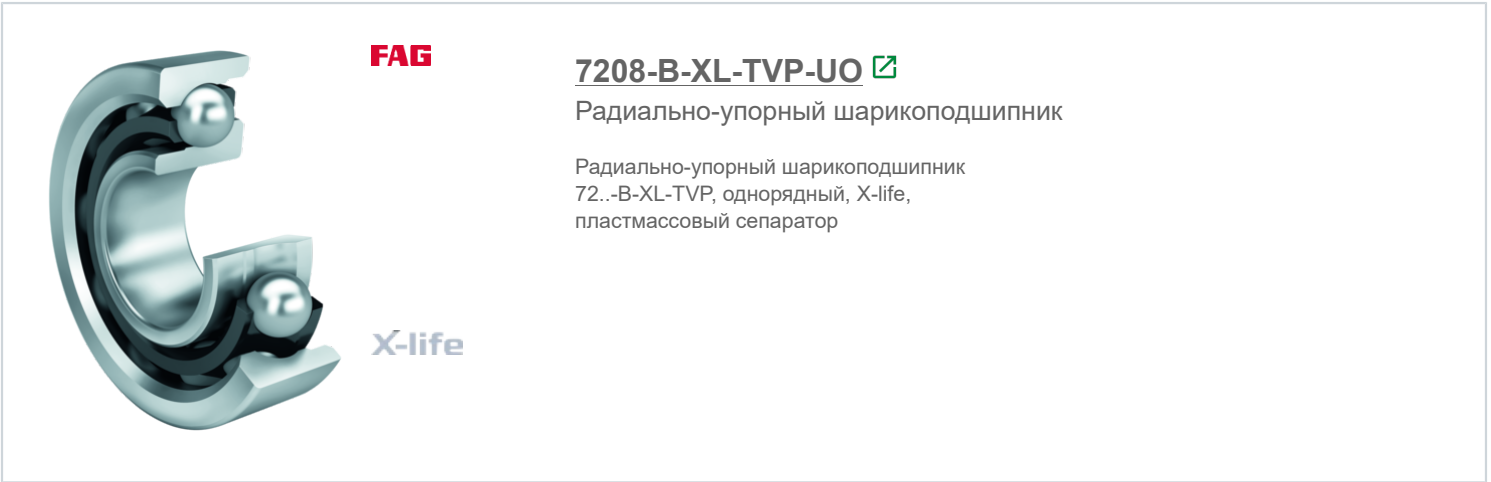 FAG
7208-B-XL-TVP-UO
Радиально-упорный шарикоподшипник
Радиально-упорный шарикоподшипник
72..-B-XL-TVP, однорядный, X-life,
пластмассовый сепаратор
X-life